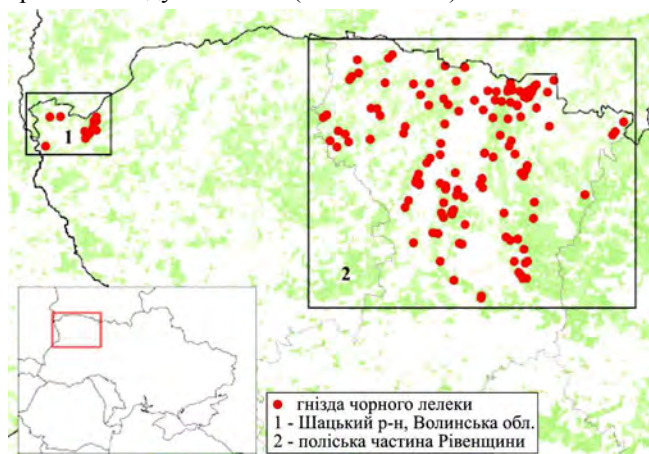 1
2
гнізда чорного лелеки
1 - Шацький р-н, Волинська обл.
2 - поліська частина Рівенщини